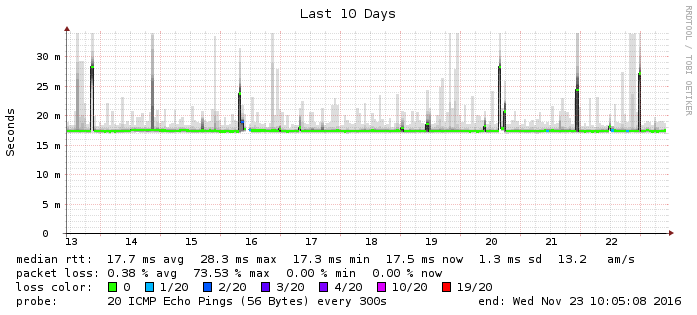 Last 10 Days
RRDTOOL / TOBI OETIKER
Seconds
30 m
25 m
20 m
15 m
10 m
5 m
0
13 14 15 16 17 18 19 20 21 22
median rtt: 17.7 ms avg 28.3 ms max 17.3 ms min 17.5 ms now 1.3 ms sd 13.2 am/s
packet loss: 0.38 % avg 73.53 % max 0.00 % min 0.00 % now
loss color: 0 1/20 2/20 3/20 4/20 10/20 19/20
probe: 20 ICMP Echo Pings (56 Bytes) every 300s end: Wed Nov 23 10:05:08 2016